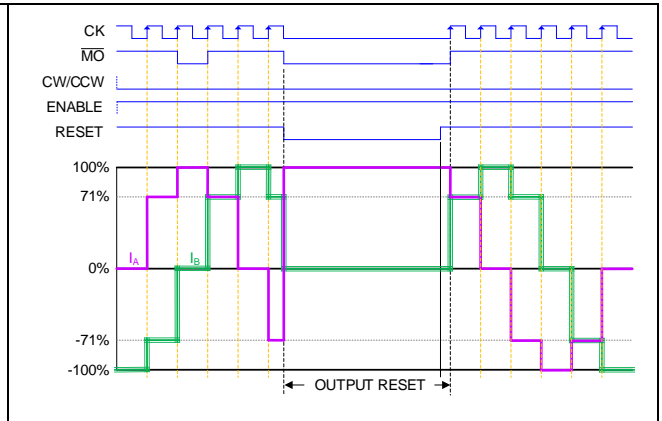 CK
MO
CW/CCW
ENABLE
RESET
100%
71%
IA
IB
0%
-71%
-100%
OUTPUT RESET